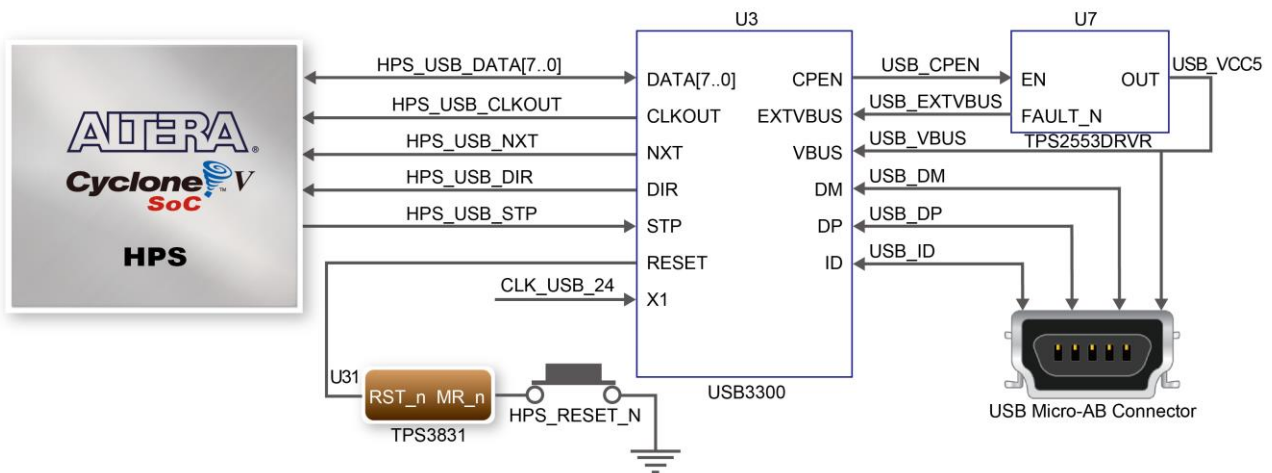 U3
U7
HPS_USB_DATA[7..0]
DATA[7..0]
CPEN
USB_CPEN
EN
OUT
USB_VCC5
HPS_USB_CLKOUT
CLKOUT
EXTVBUS
USB_EXTVBUS
FAULT_N
TPS2553DRVR
HPS_USB_NXT
NXT
VBUS
USB_VBUS
HPS_USB_DIR
DIR
DM
USB_DM
HPS_USB_STP
STP
DP
USB_DP
RESET
ID
USB_ID
CLK_USB_24
X1
ALTERA®
Cyclone™ V
SoC
HPS
U31
RST_n MR_n
TPS3831
HPS_RESET_N
USB3300
USB Micro-AB Connector